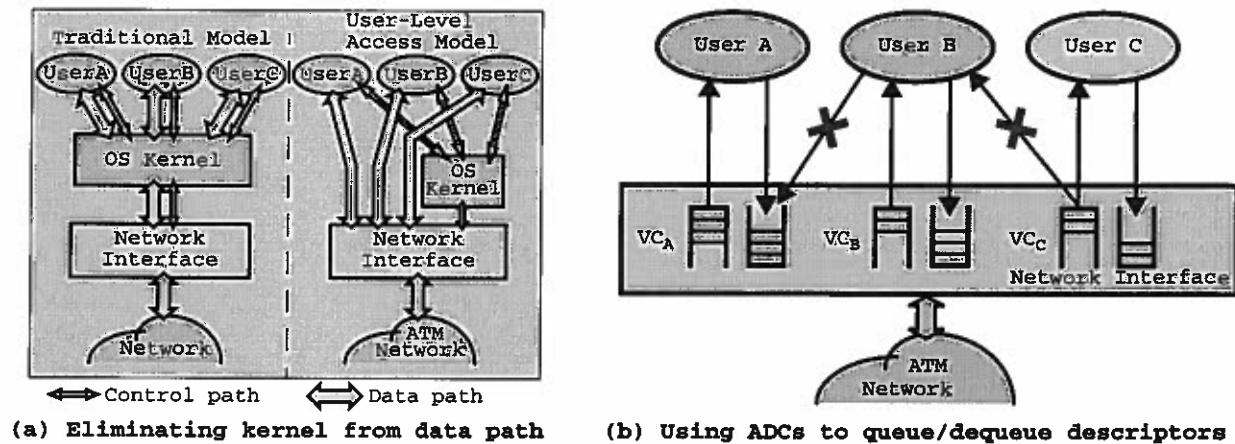 Traditional Model
User-Level
Access Model
UserA
UserB
UserC
UserA
UserB
UserC
OS Kernel
OS
Kernel
Network
Interface
Network
Interface
Network
ATM
Network
Control path
Data path
(a) Eliminating kernel from data path
User A
User B
User C
VCA
VCB
VCC
Network Interface
ATM
Network
(b) Using ADCs to queue/dequeue descriptors